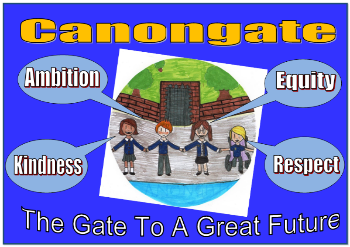 Canongate
Ambition
Equity
Kindness
Respect
The Gate To A Great Future